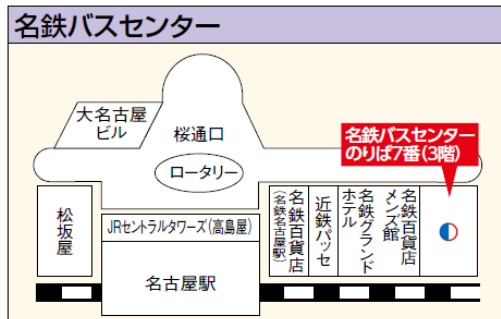 名鉄バスセンター
大名古屋
ビル
桜通口
ロータリー
名鉄バスセンター
のりば7番(3階)
松坂屋
JRセントラルタワーズ(高島屋)
名古屋駅
名鉄百貨店
(名鉄名古屋駅)
近鉄パッセ
名鉄グランド
ホテル
名鉄百貨店
メンズ館